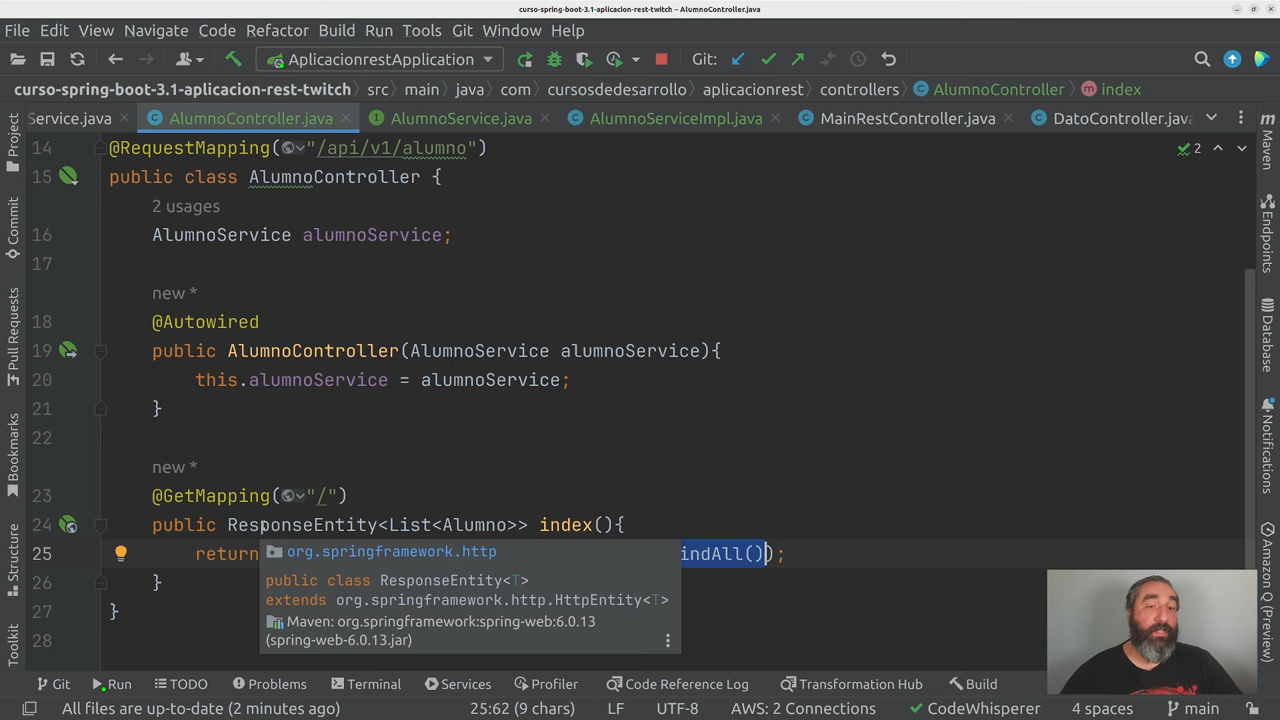 curso-spring-boot-3.1-aplicacion-rest-twitch – AlumnoController.java
File Edit View Navigate Code Refactor Build Run Tools Git Window Help
AplicacionrestApplication Git:
curso-spring-boot-3.1-aplicacion-rest-twitch src main java com cursosdedesarrollo aplicacionrest controllers AlumnoController index
Service.java AlumnoController.java AlumnoService.java AlumnoServiceImpl.java MainRestController.java DatoController.java
14 @RequestMapping("/api/v1/alumno")
2
15 public class AlumnoController {
2 usages
16 AlumnoService alumnoService;
17
new *
18 @Autowired
19 public AlumnoController(AlumnoService alumnoService){
20 this.alumnoService = alumnoService;
21 }
22
new *
23 @GetMapping("/")
24 public ResponseEntity<List<Alumno>> index(){
25 return indAll());
org.springframework.http
public class ResponseEntity<T>
extends org.springframework.http.HttpEntity<T>
Maven: org.springframework:spring-web:6.0.13
(spring-web-6.0.13.jar)
26 }
27 }
28
Project
Commit
Pull Requests
Bookmarks
Structure
Maven
Endpoints
Database
Notifications
Amazon Q (Preview)
Git Run TODO Problems Terminal Services Profiler Code Reference Log Transformation Hub Build
All files are up-to-date (2 minutes ago) 25:62 (9 chars) LF UTF-8 AWS: 2 Connections CodeWhisperer 4 spaces main